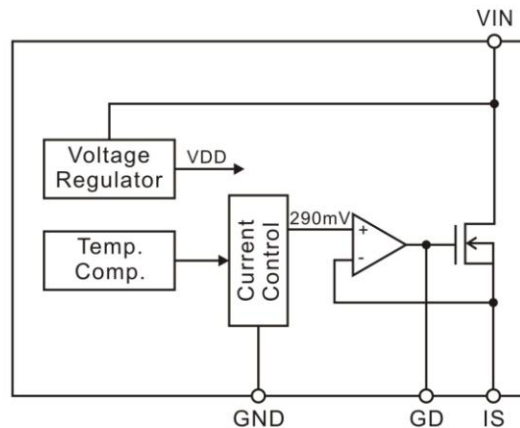 VIN
Voltage
Regulator
VDD
290mV
Temp.
Comp.
Current
Control
+
-
GND
GD
IS